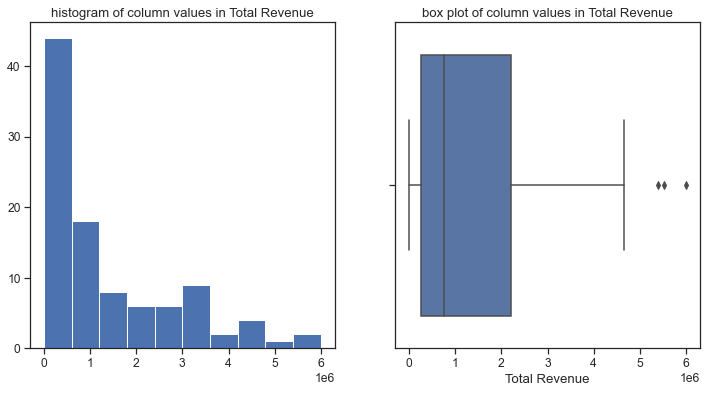 histogram of column values in Total Revenue
40
30
20
10
0
0 1 2 3 4 5 6
1e6
box plot of column values in Total Revenue
0 1 2 3 4 5 6
1e6
Total Revenue